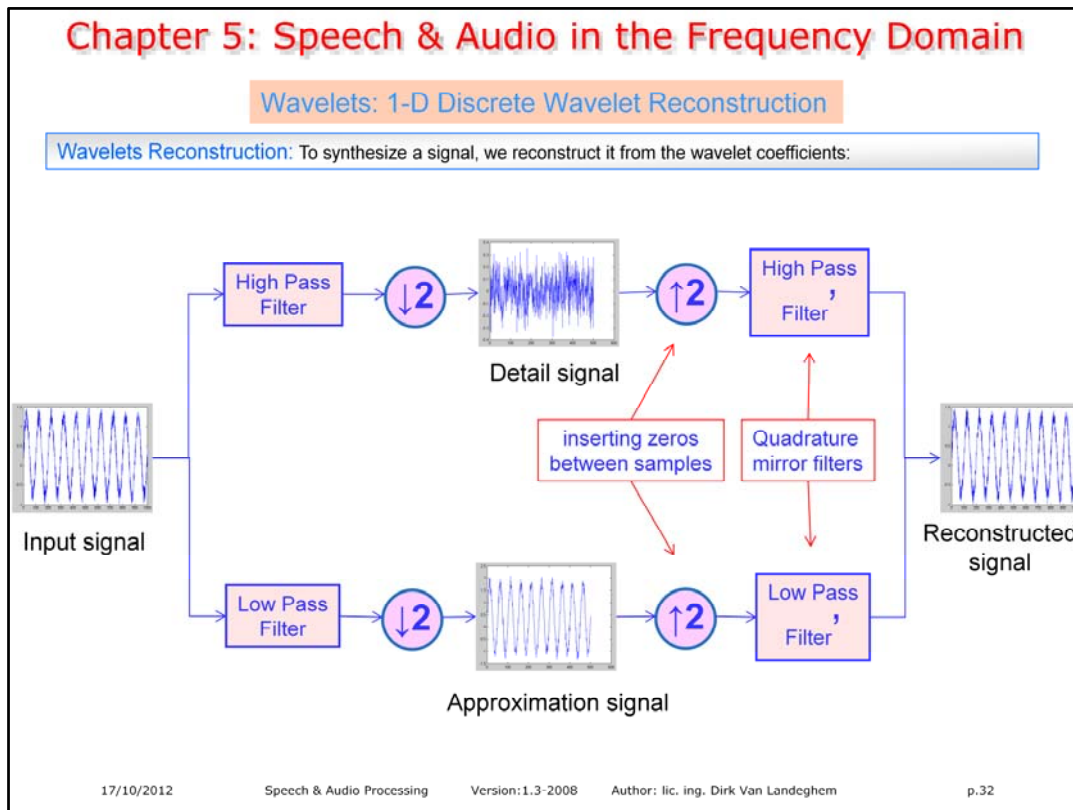 Chapter 5: Speech & Audio in the Frequency Domain
Wavelets: 1-D Discrete Wavelet Reconstruction
Wavelets Reconstruction: To synthesize a signal, we reconstruct it from the wavelet coefficients:
High Pass
Filter
↓2
Detail signal
↑2
High Pass
Filter ’
Input signal
inserting zeros
between samples
Quadrature
mirror filters
Reconstructed
signal
Low Pass
Filter
↓2
Approximation signal
↑2
Low Pass
Filter ’
17/10/2012 Speech & Audio Processing Version:1.3-2008 Author: lic. ing. Dirk Van Landeghem p.32